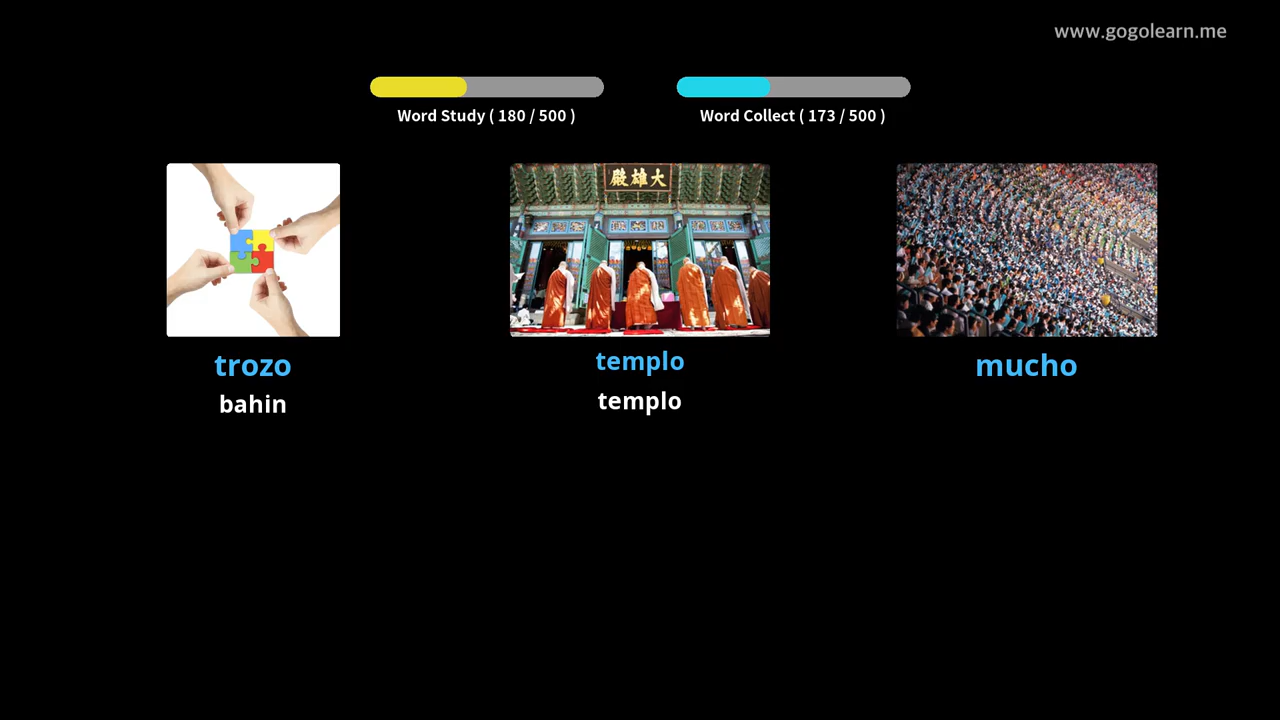 www.gogolearn.me
Word Study ( 180 / 500 )
Word Collect ( 173 / 500 )
殿雄大
trozo
templo
mucho
bahin
templo